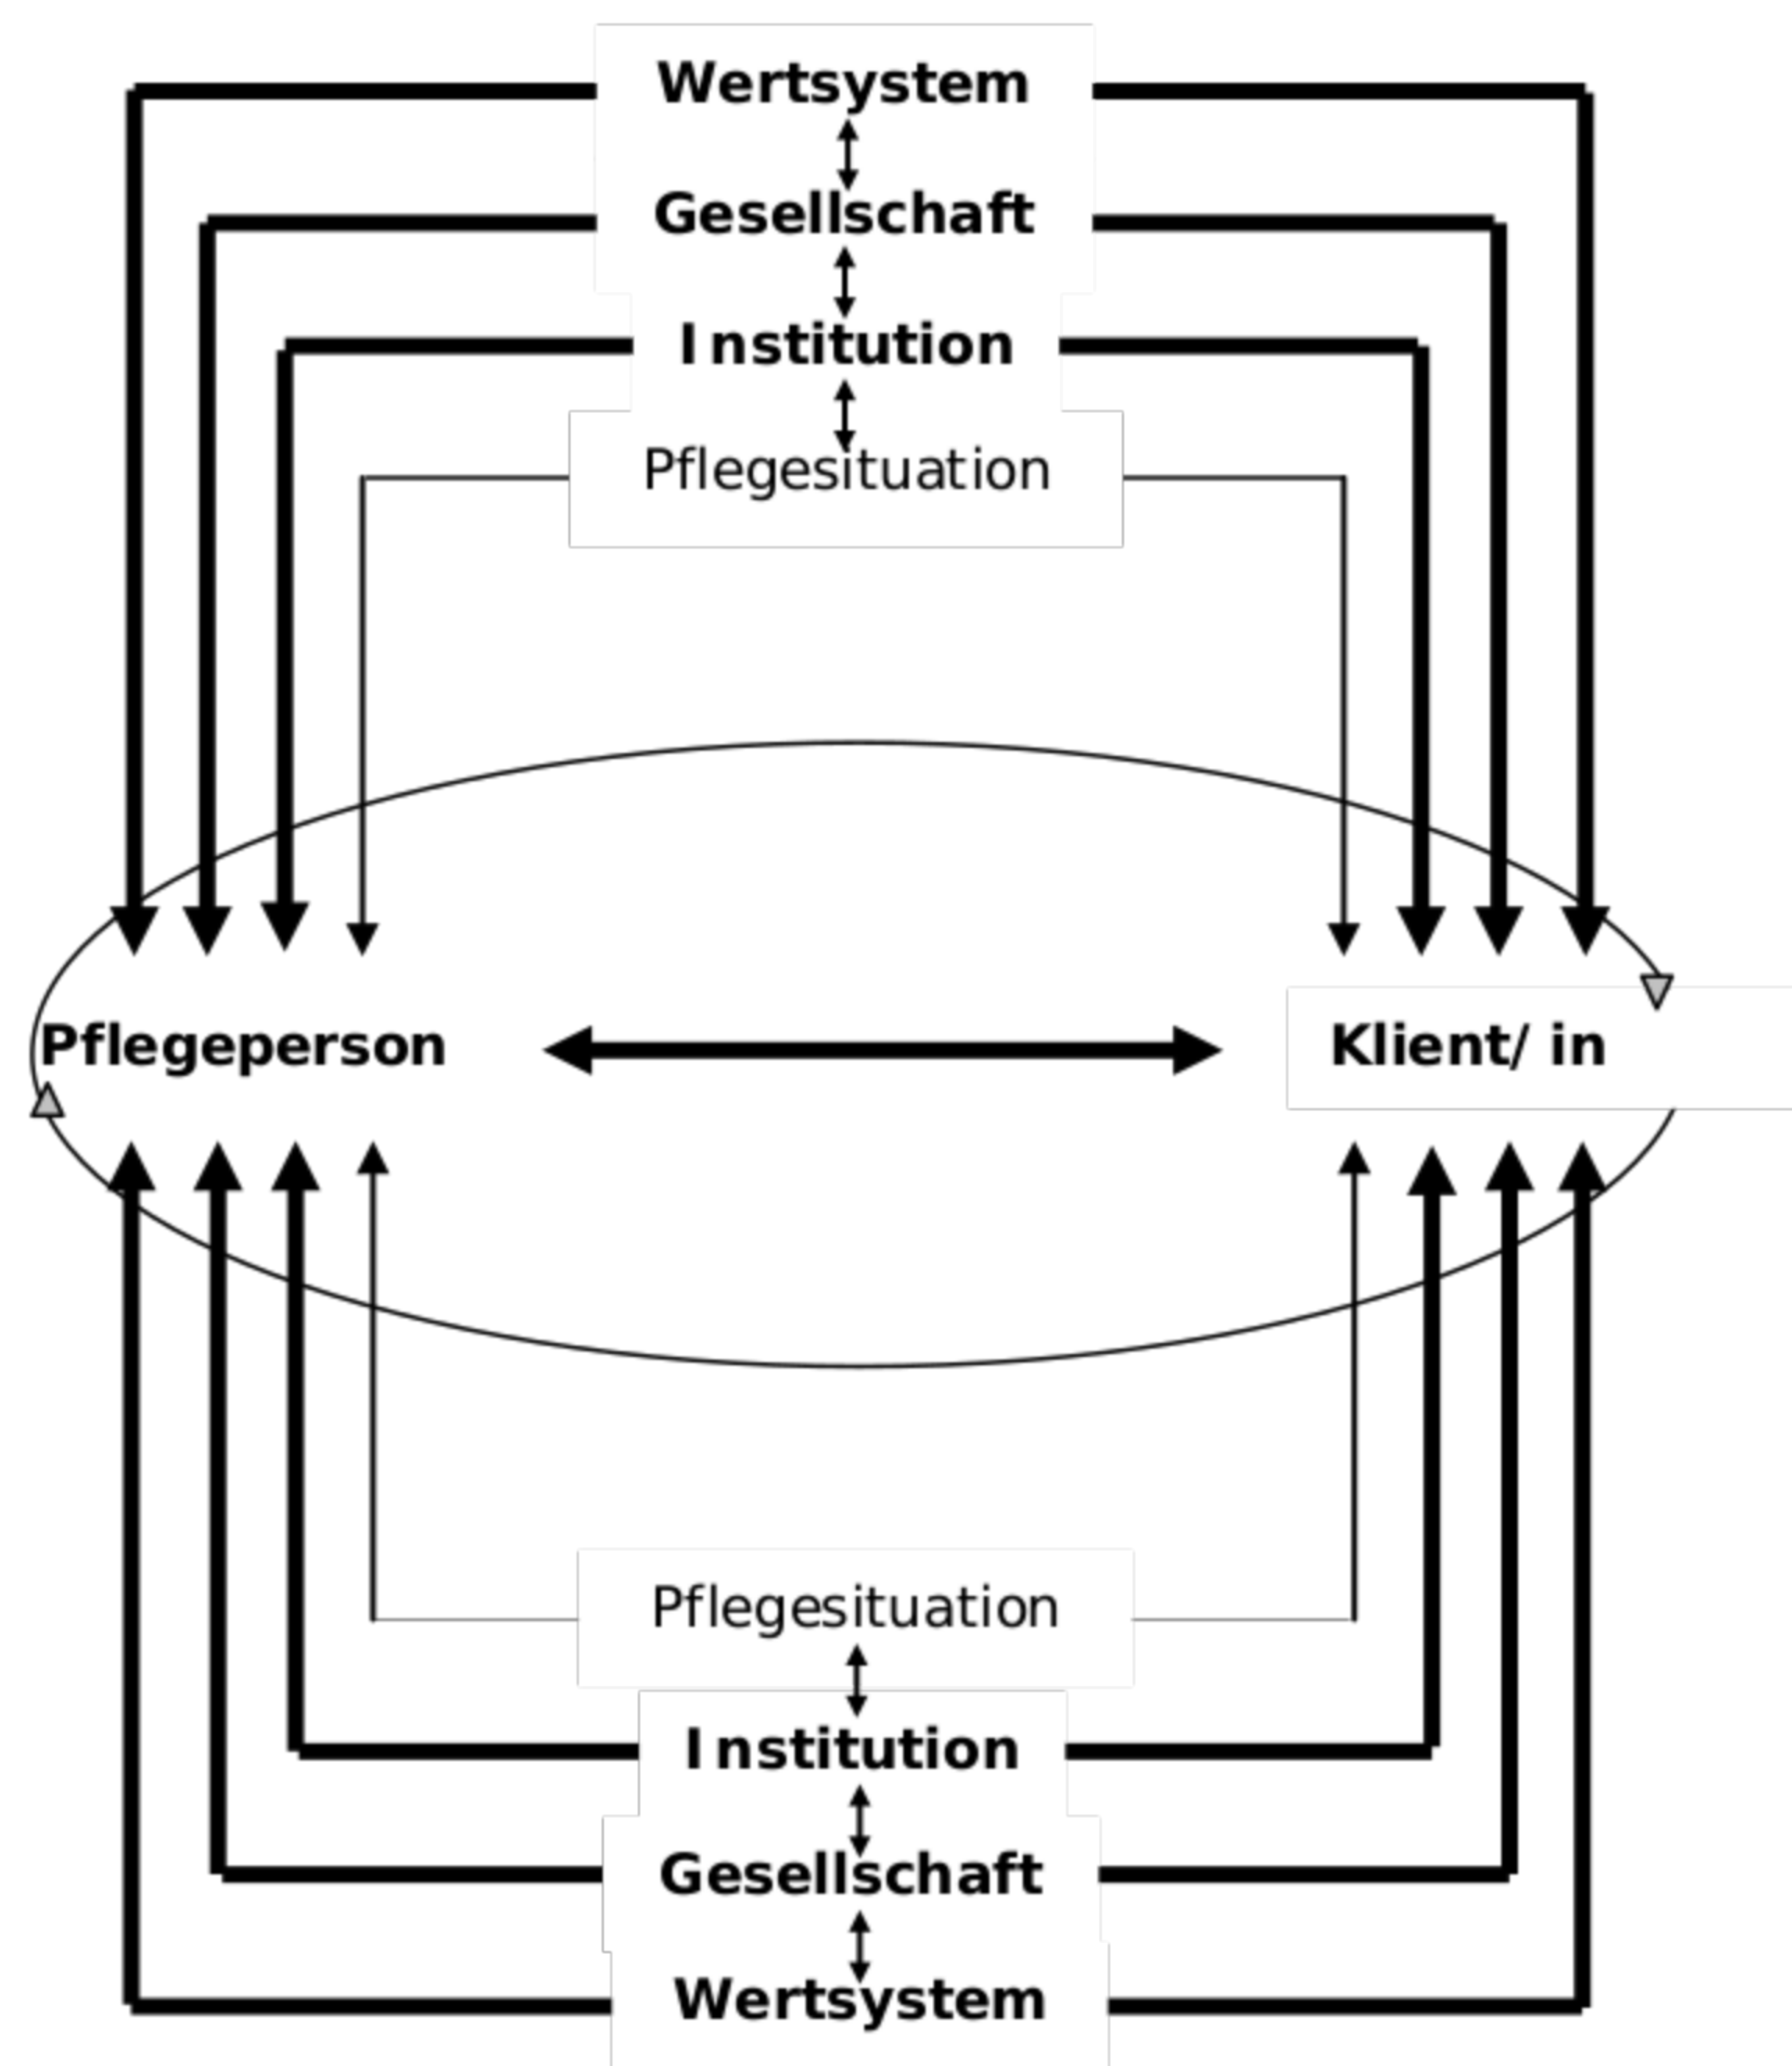 Wertsystem
Gesellschaft
Institution
Pflegesituation
Pflegeperson
Klient/ in
Pflegesituation
Institution
Gesellschaft
Wertsystem